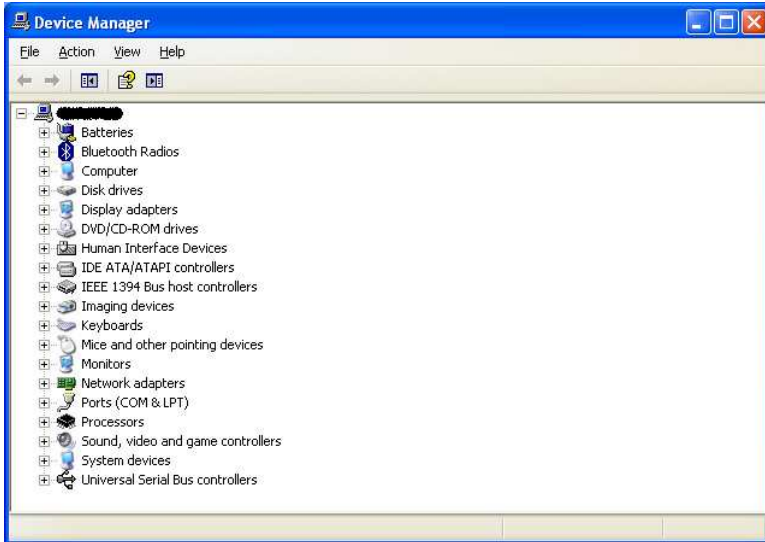 Device Manager
File Action View Help
Batteries
Bluetooth Radios
Computer
Disk drives
Display adapters
DVD/CD-ROM drives
Human Interface Devices
IDE ATA/ATAPI controllers
IEEE 1394 Bus host controllers
Imaging devices
Keyboards
Mice and other pointing devices
Monitors
Network adapters
Ports (COM & LPT)
Processors
Sound, video and game controllers
System devices
Universal Serial Bus controllers